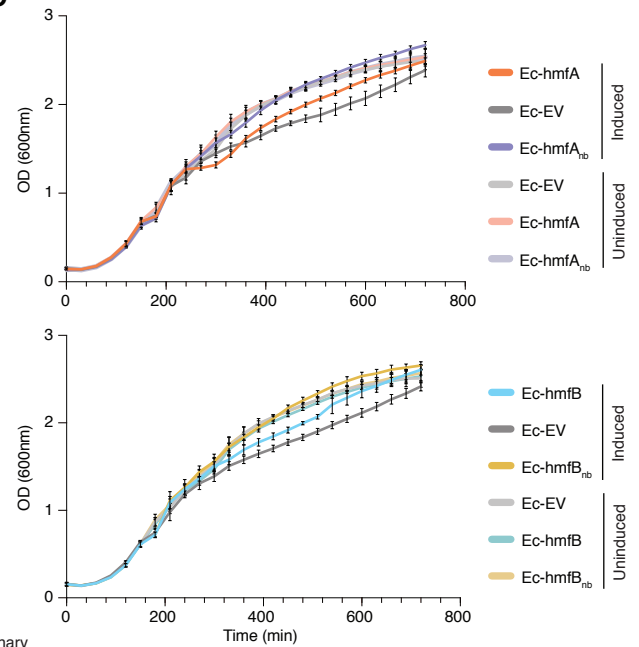 3
2
1
0
OD (600nm)
0 200 400 600 800
Ec-hmfA
Ec-EV
Ec-hmfAnb
Induced
Ec-EV
Ec-hmfA
Ec-hmfAnb
Uninduced
3
2
1
0
OD (600nm)
0 200 400 600 800
Time (min)
Ec-hmfB
Ec-EV
Ec-hmfBnb
Induced
Ec-EV
Ec-hmfB
Ec-hmfBnb
Uninduced